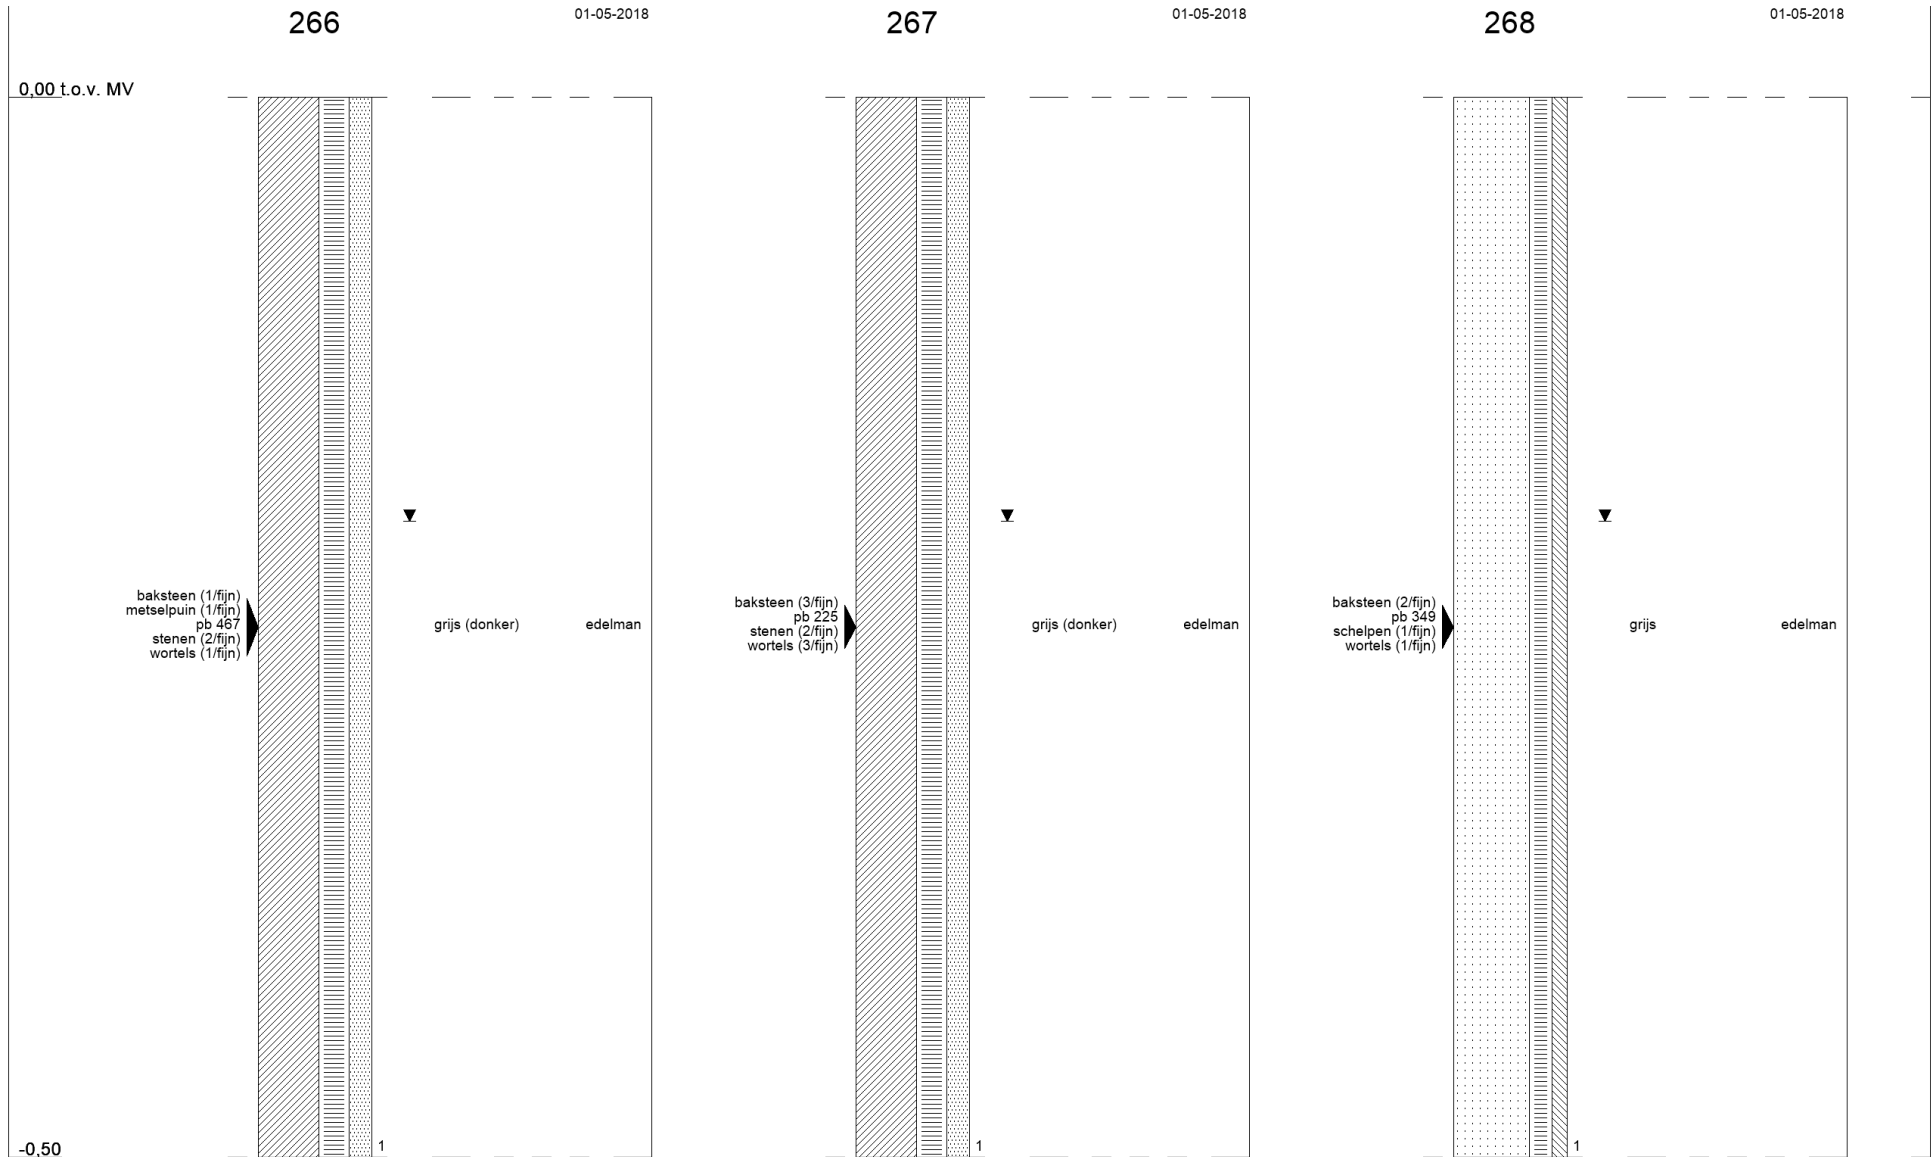 266
01-05-2018
267
01-05-2018
268
01-05-2018
0,00 t.o.v. MV
baksteen (1/fijn)
metselpuin (1/fijn)
pb 467
stenen (2/fijn)
wortels (1/fijn)
grijs (donker)
edelman
baksteen (3/fijn)
pb 225
stenen (2/fijn)
wortels (3/fijn)
grijs (donker)
edelman
baksteen (2/fijn)
pb 349
schelpen (1/fijn)
wortels (1/fijn)
grijs
edelman
-0,50
1
1
1